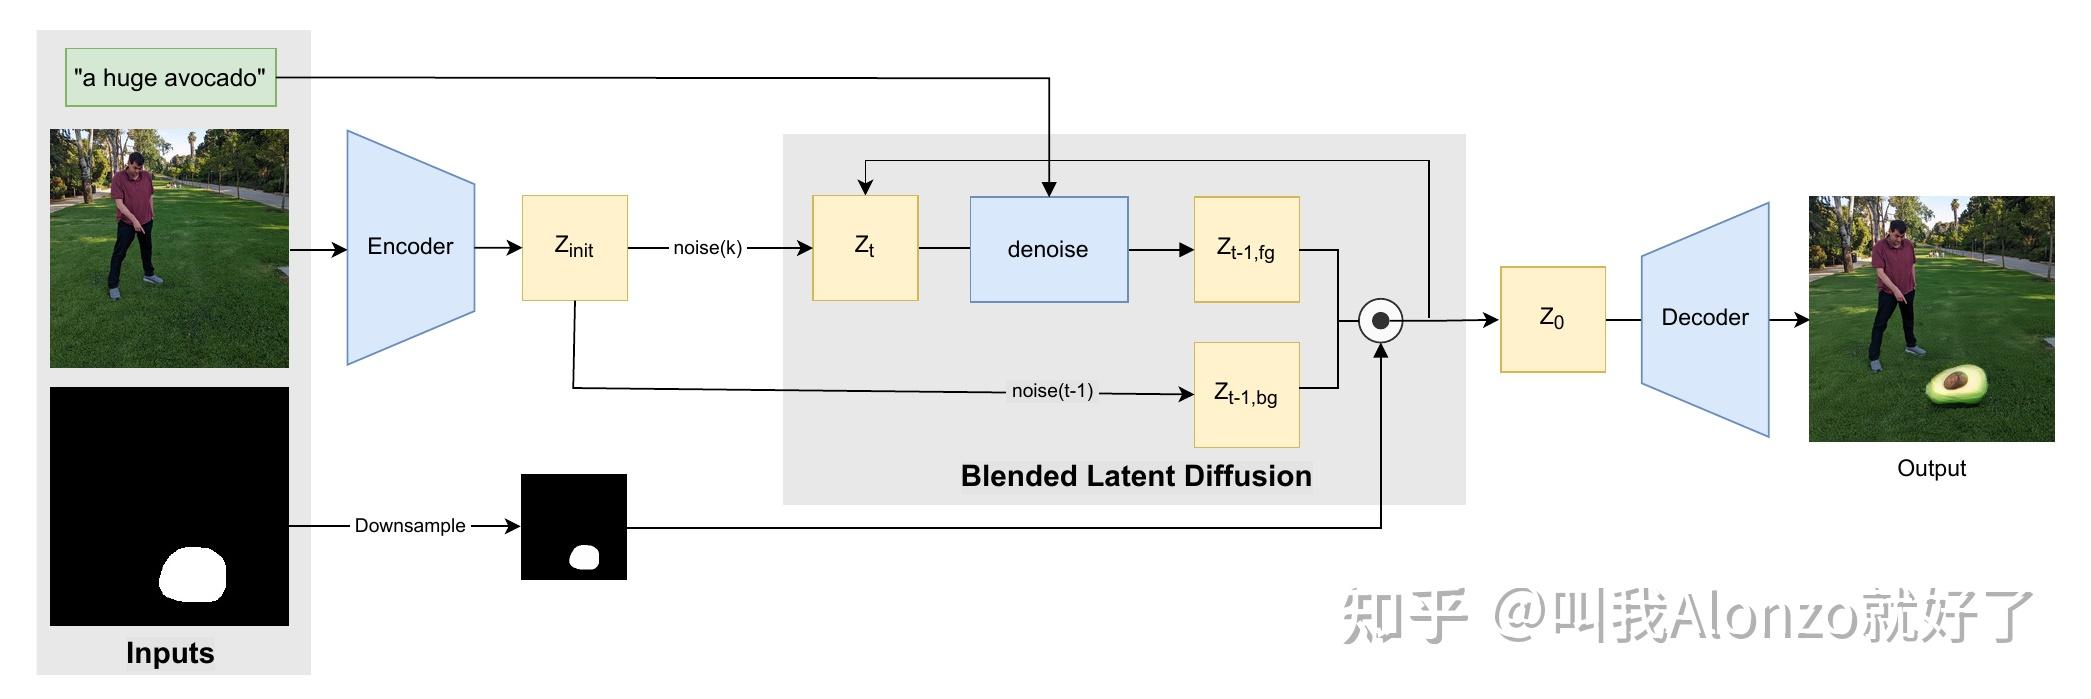 "a huge avocado"
Encoder
Zinit
noise(k)
Zt
denoise
Zt-1,fg
noise(t-1)
Zt-1,bg
Blended Latent Diffusion
Z0
Decoder
Output
Downsample
Inputs
知乎 @叫我Alonzo就好了